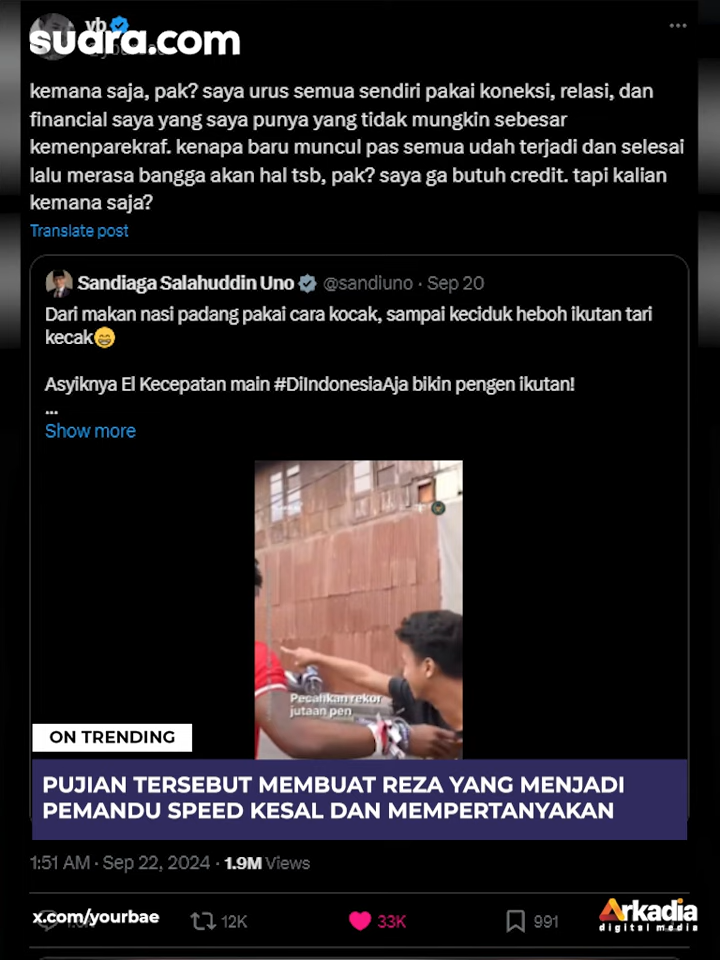 yb
suara.com
kemana saja, pak? saya urus semua sendiri pakai koneksi, relasi, dan
financial saya yang saya punya yang tidak mungkin sebesar
kemenparekraf. kenapa baru muncul pas semua udah terjadi dan selesai
lalu merasa bangga akan hal tsb, pak? saya ga butuh credit. tapi kalian
kemana saja?
Translate post
Sandiaga Salahuddin Uno @sandiuno · Sep 20
Dari makan nasi padang pakai cara kocak, sampai keciduk heboh ikutan tari
kecak😁
Asyiknya El Kecepatan main #DiIndonesiaAja bikin pengen ikutan!
...
Show more
Pecahkan rekor
jutaan pen
ON TRENDING
PUJIAN TERSEBUT MEMBUAT REZA YANG MENJADI
PEMANDU SPEED KESAL DAN MEMPERTANYAKAN
1:51 AM · Sep 22, 2024 · 1.9M Views
x.com/yourbae 12K 33K 991
Arkadia
digital media